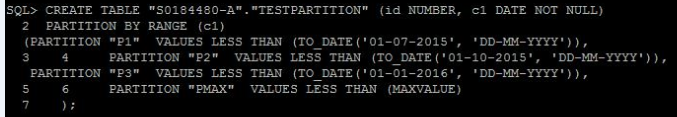 SQL> CREATE TABLE "S0184480-A"."TESTPARTITION" (id NUMBER, c1 DATE NOT NULL)
2 PARTITION BY RANGE (c1)
(PARTITION "P1" VALUES LESS THAN (TO_DATE('01-07-2015', 'DD-MM-YYYY')),
3 4 PARTITION "P2" VALUES LESS THAN (TO_DATE('01-10-2015', 'DD-MM-YYYY')),
PARTITION "P3" VALUES LESS THAN (TO_DATE('01-01-2016', 'DD-MM-YYYY')),
5 6 PARTITION "PMAX" VALUES LESS THAN (MAXVALUE)
7 );